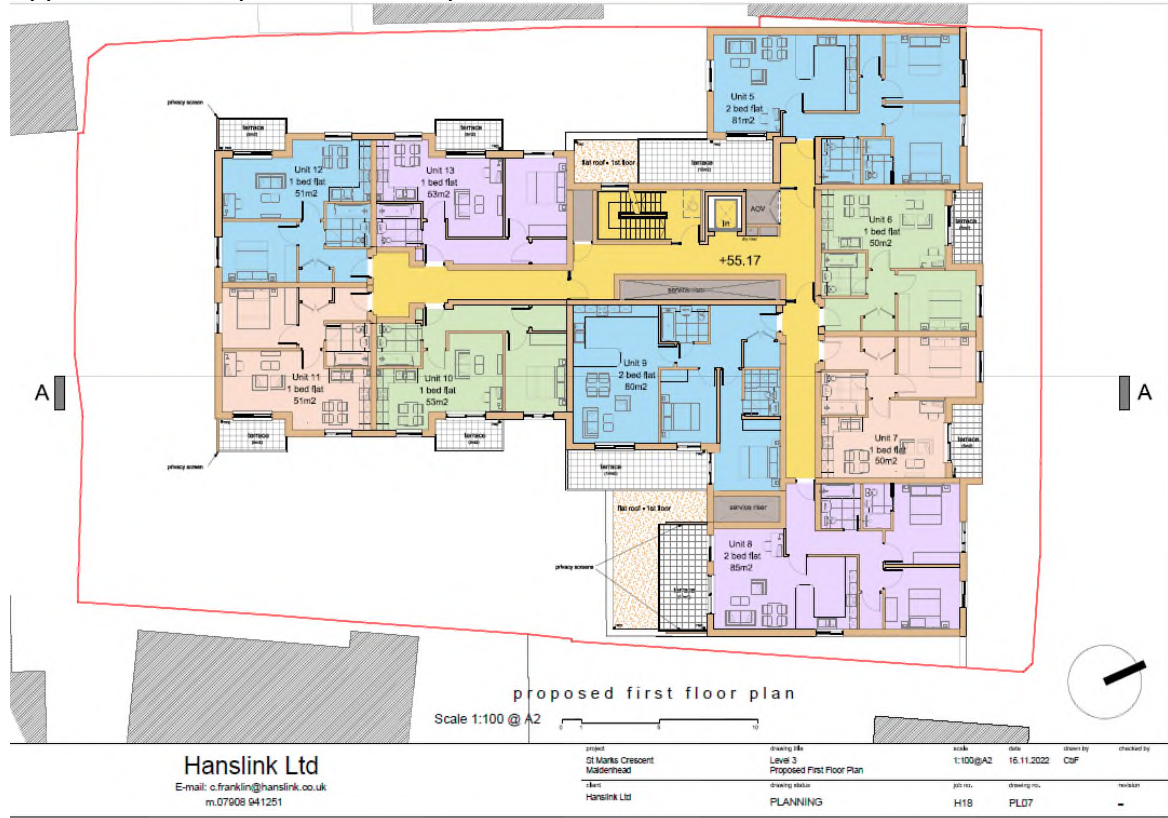 privacy screen
terrace
terrace
Unit 12
1 bed flat
51m2
Unit 13
1 bed flat
63m2
flat roof • 1st floor
terrace
Unit 5
2 bed flat
81m2
AOV
lift
+55.17
service riser
Unit 6
1 bed flat
50m2
terrace
Unit 11
1 bed flat
51m2
Unit 10
1 bed flat
53m2
Unit 9
2 bed flat
80m2
Unit 7
1 bed flat
50m2
terrace
A
A
terrace
terrace
privacy screen
terrace
flat roof • 1st floor
service riser
privacy screens
terrace
Unit 8
2 bed flat
85m2
proposed first floor plan
Scale 1:100 @ A2
0 1 5 10
Hanslink Ltd
E-mail: c.franklin@hanslink.co.uk
m.07908 941251
project
St Marks Crescent
Maidenhead
client
Hanslink Ltd
drawing title
Level 3
Proposed First Floor Plan
drawing status
PLANNING
scale
1:100@A2
date
16.11.2022
drawn by
CbF
checked by
job no.
H18
drawing no.
PL07
revision
-